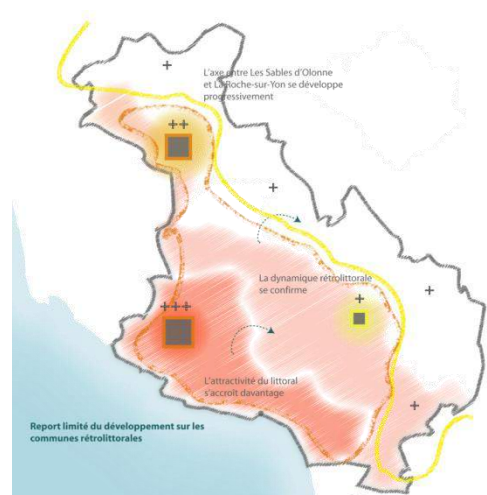 +
L'axe entre Les Sables d'Olonne
et La Roche-sur-Yon se développe
progressivement
++
+
La dynamique rétrolittorale
se confirme
+
+
+++
L'attractivité du littoral
s'accroit davantage
+
Report limité du développement sur les
communes rétrolittorales